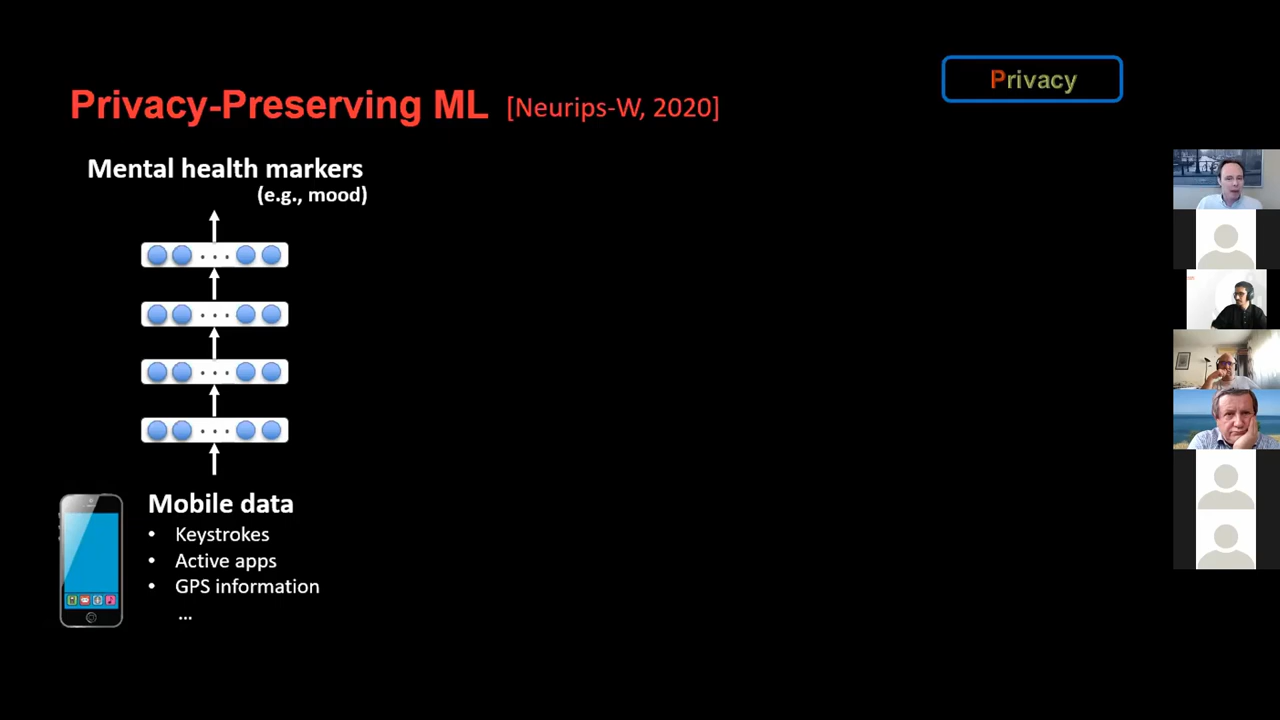 Privacy
Privacy-Preserving ML [Neurips-W, 2020]
Mental health markers
(e.g., mood)
Mobile data
• Keystrokes
• Active apps
• GPS information
...